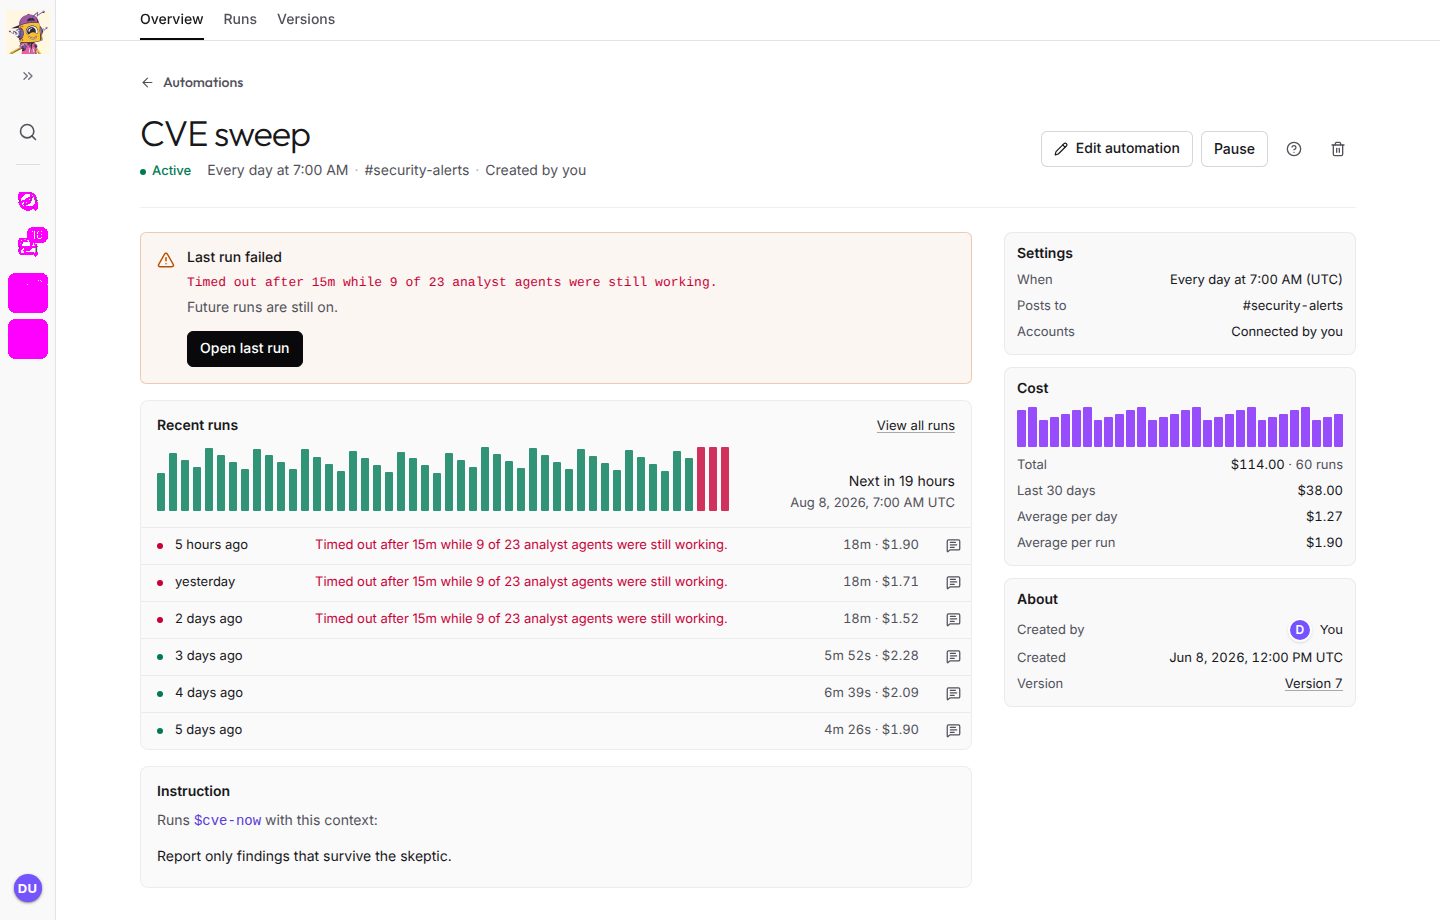 Overview Runs Versions
Automations
CVE sweep
Active Every day at 7:00 AM · #security-alerts · Created by you
Edit automation Pause
Last run failed
Timed out after 15m while 9 of 23 analyst agents were still working.
Future runs are still on.
Open last run
Recent runs View all runs
Next in 19 hours
Aug 8, 2026, 7:00 AM UTC
5 hours ago Timed out after 15m while 9 of 23 analyst agents were still working. 18m · $1.90
yesterday Timed out after 15m while 9 of 23 analyst agents were still working. 18m · $1.71
2 days ago Timed out after 15m while 9 of 23 analyst agents were still working. 18m · $1.52
3 days ago 5m 52s · $2.28
4 days ago 6m 39s · $2.09
5 days ago 4m 26s · $1.90
Instruction
Runs $cve-now with this context:
Report only findings that survive the skeptic.
Settings
When Every day at 7:00 AM (UTC)
Posts to #security-alerts
Accounts Connected by you
Cost
Total $114.00 · 60 runs
Last 30 days $38.00
Average per day $1.27
Average per run $1.90
About
Created by D You
Created Jun 8, 2026, 12:00 PM UTC
Version Version 7
DU